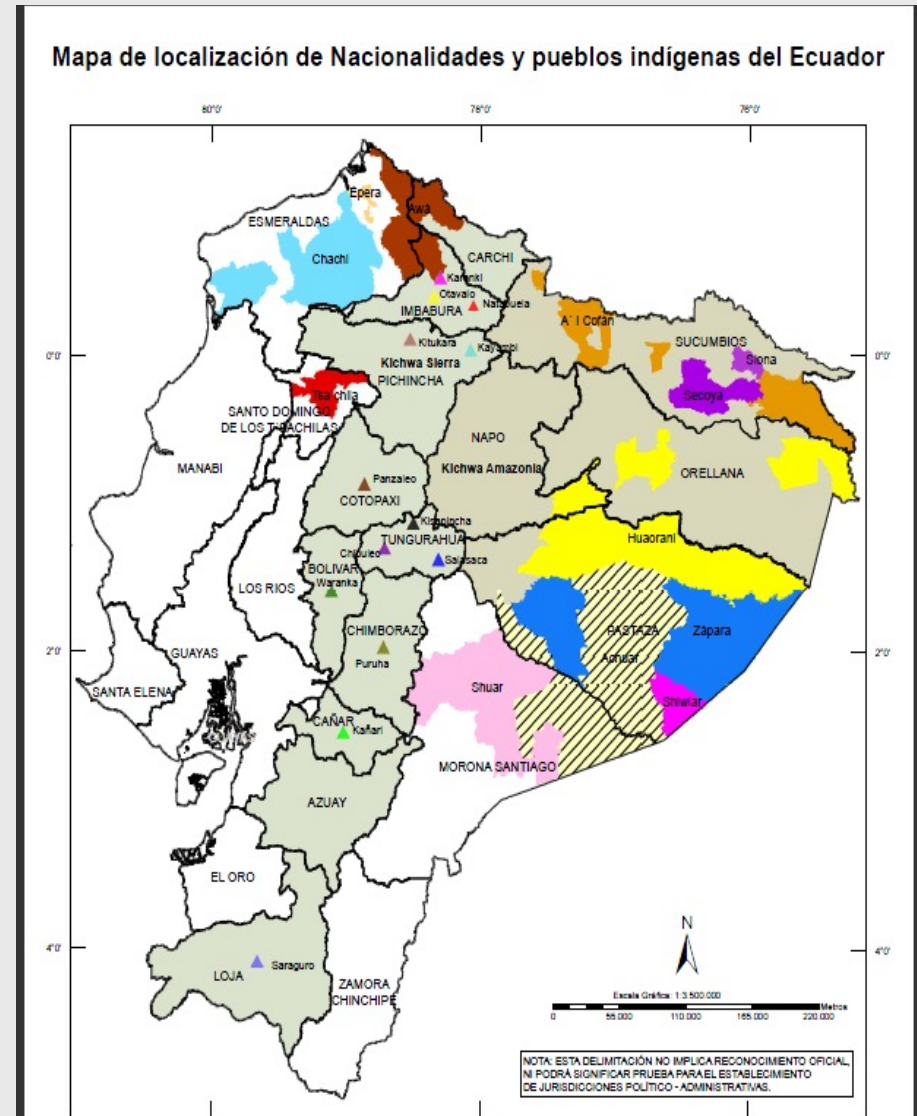 Mapa de localización de Nacionalidades y pueblos indígenas del Ecuador
80°0'
78°0'
76°0'
Épera
Awá
ESMERALDAS
Chachi
CARCHI
Karanki
Otavalo
Natabuela
IMBABURA
A´I Cofán
SUCUMBIOS
Siona
0°0'
0°0'
Kitukara
Kayambi
Kichwa Sierra
PICHINCHA
Secoya
Tsa´chila
SANTO DOMINGO
DE LOS TSACHILAS
NAPO
Kichwa Amazonia
ORELLANA
MANABI
Panzaleo
COTOPAXI
Kisapincha
TUNGURAHUA
Chibuleo
Salasaca
Huaorani
BOLIVAR
Waranka
LOS RIOS
CHIMBORAZO
Puruha
PASTAZA
Zápara
Achuar
2°0'
2°0'
GUAYAS
SANTA ELENA
Shuar
Shiwiar
CAÑAR
Kañari
MORONA SANTIAGO
AZUAY
EL ORO
N
4°0'
4°0'
LOJA
Saraguro
ZAMORA
CHINCHIPE
Escala Gráfica: 1:3.500.000
Metros
0 55.000 110.000 165.000 220.000
NOTA: ESTA DELIMITACIÓN NO IMPLICA RECONOCIMIENTO OFICIAL,
NI PODRÁ SIGNIFICAR PRUEBA PARA EL ESTABLECIMIENTO
DE JURISDICCIONES POLÍTICO - ADMINISTRATIVAS.